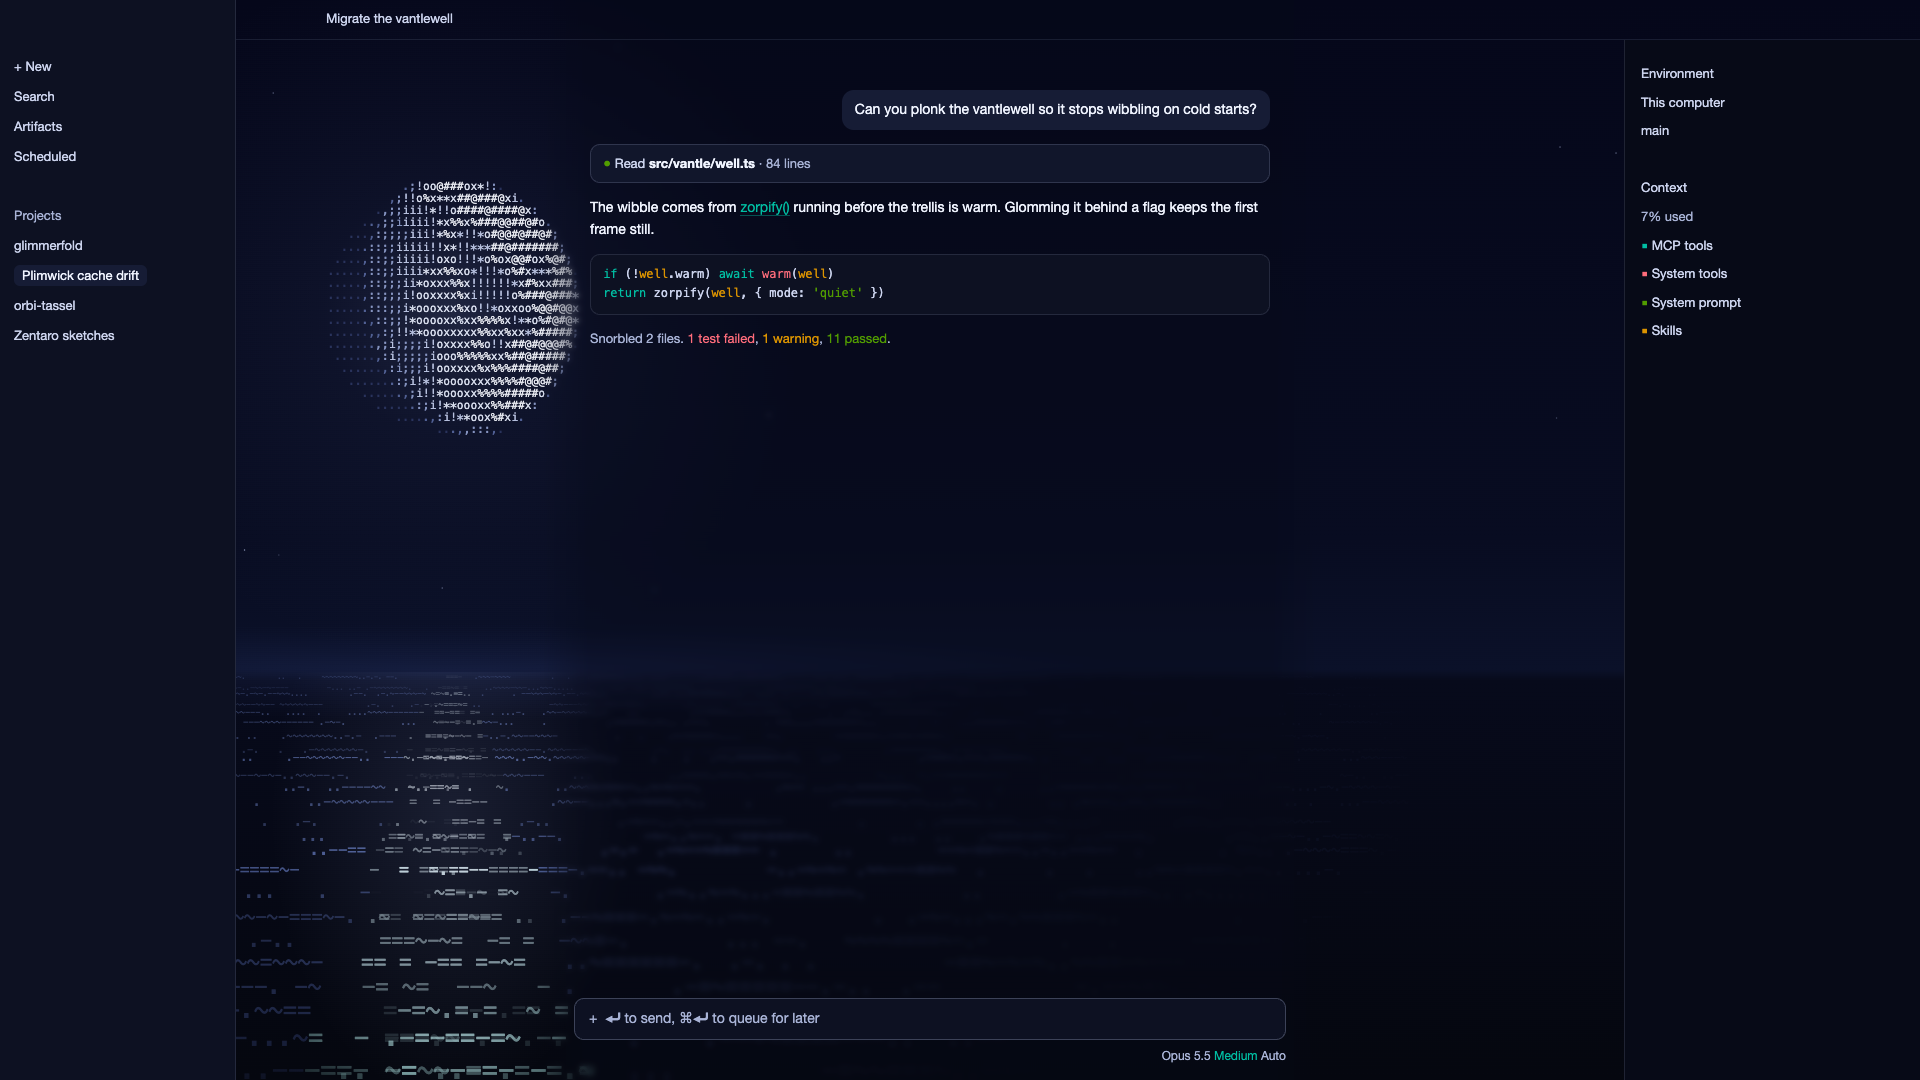 Migrate the vantlewell
+ New
Search
Artifacts
Scheduled
Projects
glimmerfold
Plimwick cache drift
orbi-tassel
Zentaro sketches
Can you plonk the vantlewell so it stops wibbling on cold starts?
Read src/vantle/well.ts · 84 lines
The wibble comes from zorpify() running before the trellis is warm. Glomming it behind a flag keeps the first
frame still.
if (!well.warm) await warm(well)
return zorpify(well, { mode: 'quiet' })
Snorbled 2 files. 1 test failed, 1 warning, 11 passed.
+ ↵ to send, ⌘↵ to queue for later
Opus 5.5 Medium Auto
Environment
This computer
main
Context
7% used
MCP tools
System tools
System prompt
Skills